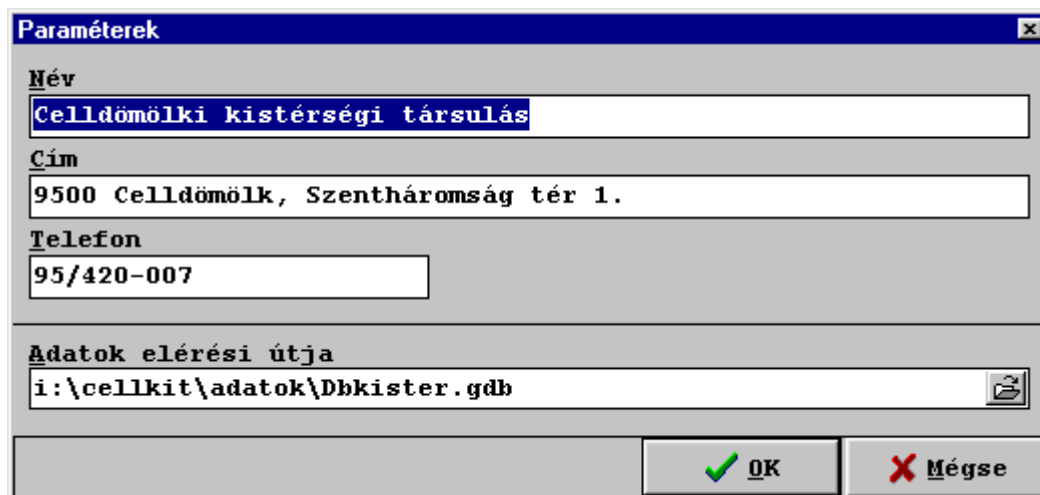 Paraméterek
Név
Celldömölki kistérségi társulás
Cím
9500 Celldömölk, Szentháromság tér 1.
Telefon
95/420-007
Adatok elérési útja
i:\cellkit\adatok\Dbkister.gdb
OK Mégse